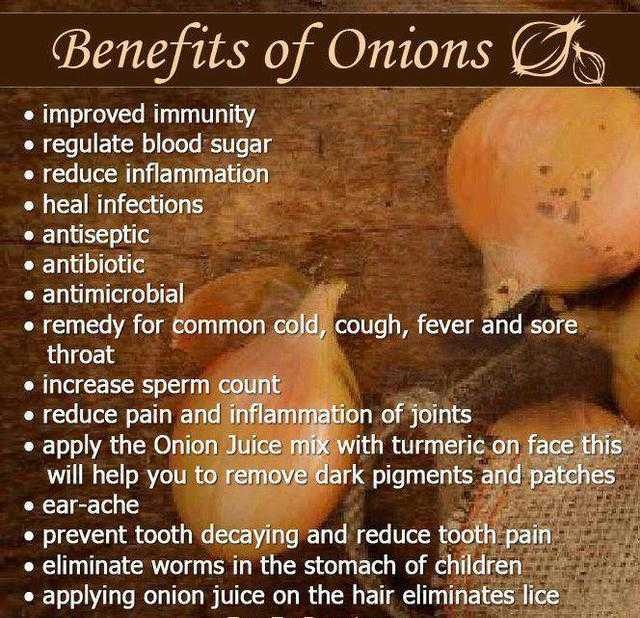 Benefits of Onions
• improved immunity
• regulate blood sugar
• reduce inflammation
• heal infections
• antiseptic
• antibiotic
• antimicrobial
• remedy for common cold, cough, fever and sore
throat
• increase sperm count
• reduce pain and inflammation of joints
• apply the Onion Juice mix with turmeric on face this
will help you to remove dark pigments and patches
• ear-ache
• prevent tooth decaying and reduce tooth pain
• eliminate worms in the stomach of children
• applying onion juice on the hair eliminates lice